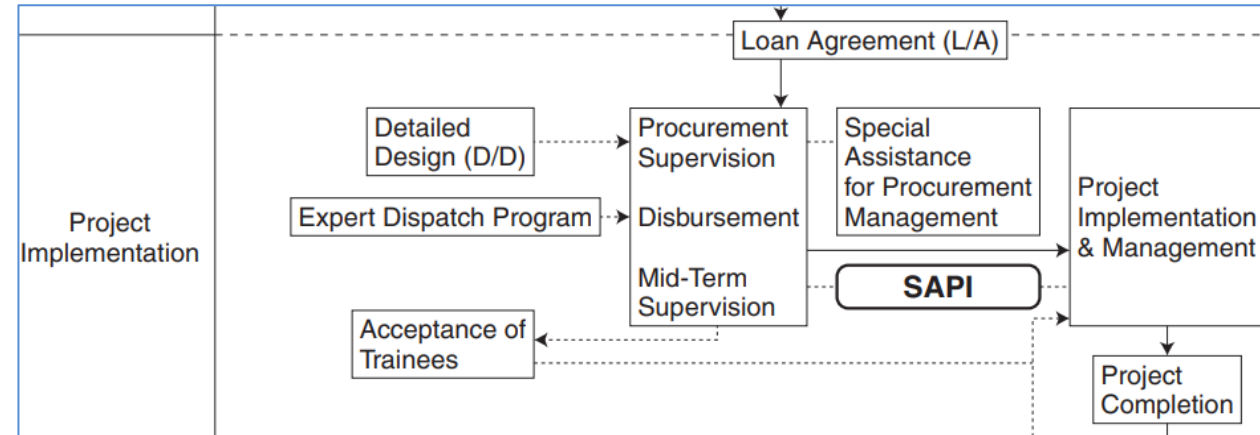 Loan Agreement (L/A)
Project
Implementation
Detailed
Design (D/D)
Expert Dispatch Program
Acceptance of
Trainees
Procurement
Supervision
Disbursement
Mid-Term
Supervision
Special
Assistance
for Procurement
Management
SAPI
Project
Implementation
& Management
Project
Completion